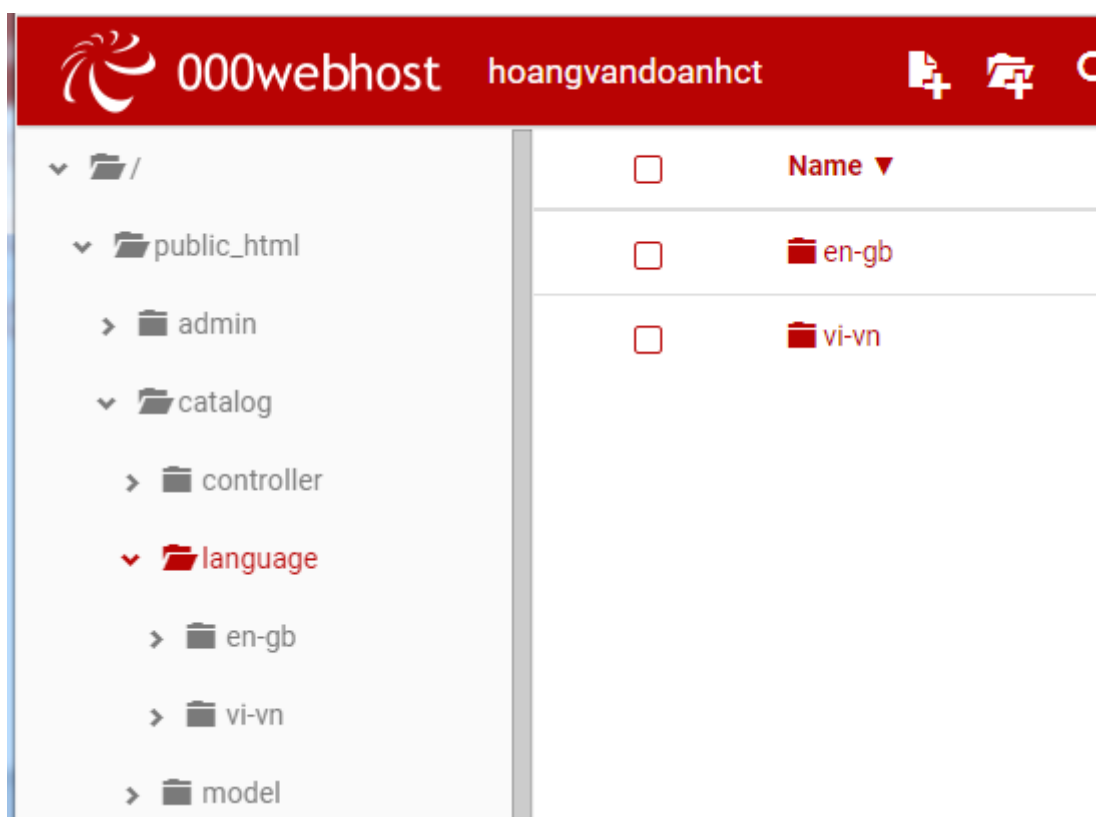 000webhost hoangvandoanhct
/
public_html
admin
catalog
controller
language
en-gb
vi-vn
model
Name ▼
en-gb
vi-vn